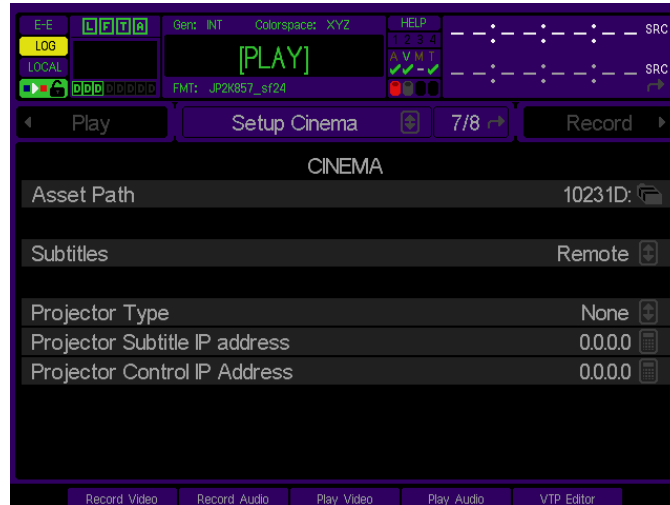 E-E L F T A Gen: INT Colorspace: XYZ HELP - -:- -:- -:- - SRC
LOG 1 2 3 4
[PLAY] A V M T
LOCAL - -:- -:- -:- - SRC
D D D D D D D D FMT: JP2K857_sf24
Play Setup Cinema 7/8 Record
CINEMA
Asset Path 10231D:
Subtitles Remote
Projector Type None
Projector Subtitle IP address 0.0.0.0
Projector Control IP Address 0.0.0.0
Record Video Record Audio Play Video Play Audio VTP Editor